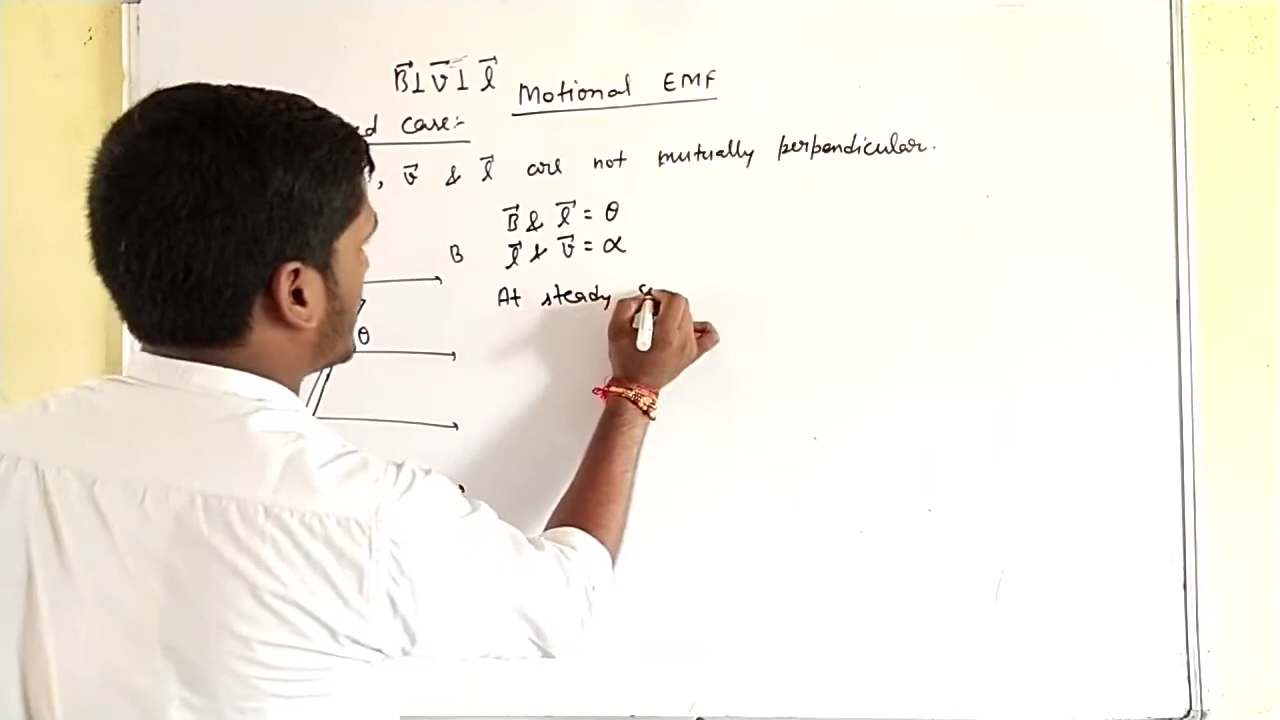 B⃗⊥v⃗⊥l⃗ Motional EMF
case:-
, v⃗ & l⃗ are not mutually perpendicular.
B⃗ & l⃗ = θ
B l⃗ & v⃗ = α
At steady
θ